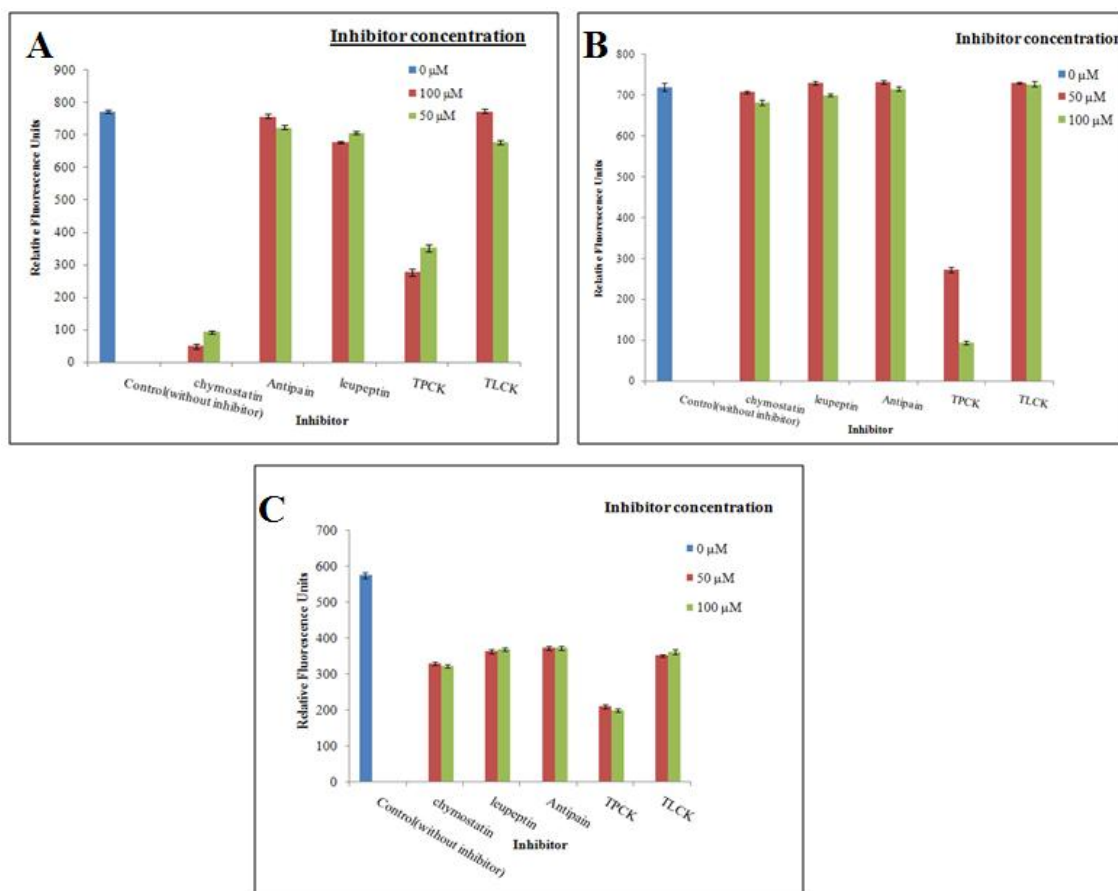 A
Inhibitor concentration
0 µM
100 µM
50 µM
Relative Fluorescence Units
900
800
700
600
500
400
300
200
100
0
Control(without inhibitor)
chymostatin
Antipain
leupeptin
TPCK
TLCK
Inhibitor
B
Inhibitor concentration
0 µM
50 µM
100 µM
Relative Fluorescence Units
800
700
600
500
400
300
200
100
0
Control(without inhibitor)
chymostatin
leupeptin
Antipain
TPCK
TLCK
Inhibitor
C
Inhibitor concentration
0 µM
50 µM
100 µM
Relative Fluorescence Units
700
600
500
400
300
200
100
0
Control(without inhibitor)
chymostatin
leupeptin
Antipain
TPCK
TLCK
Inhibitor